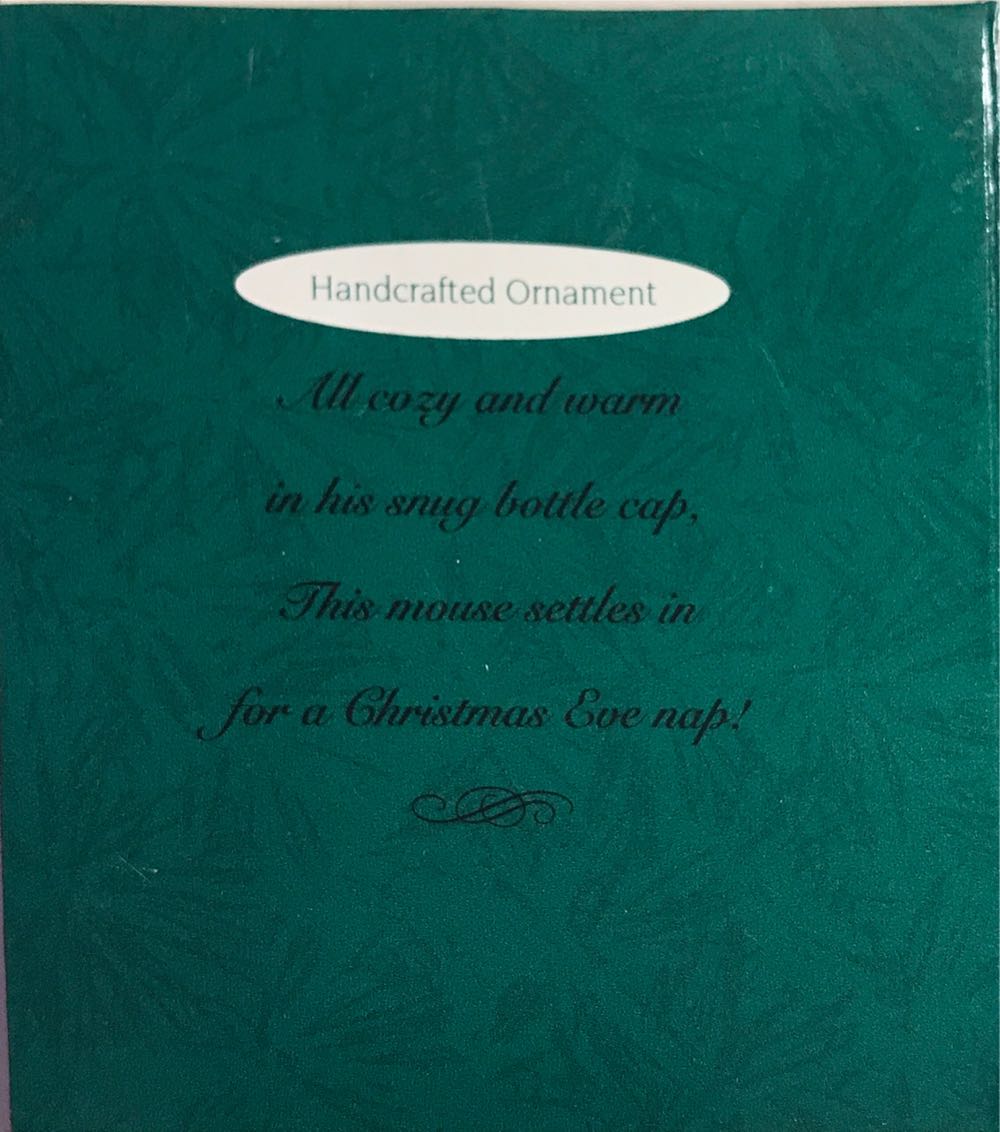 Handcrafted Ornament
All cozy and warm
in his snug bottle cap,
This mouse settles in
for a Christmas Eve nap!